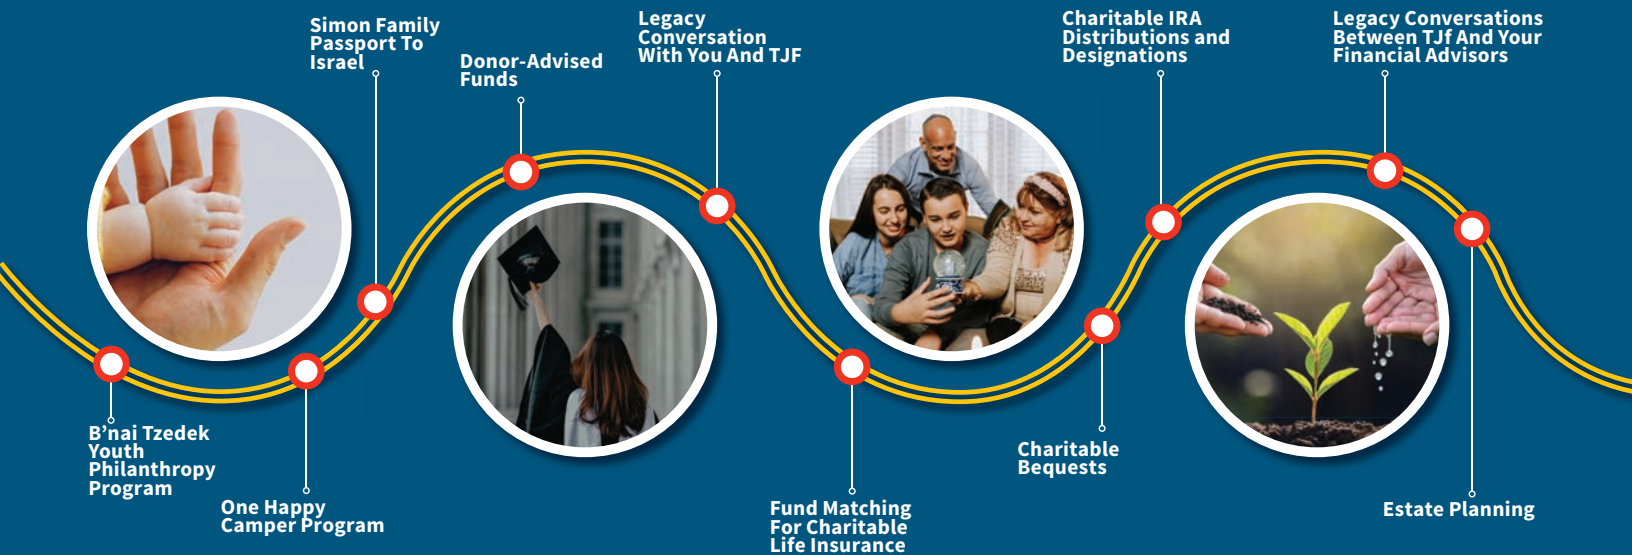 B’nai Tzedek
Youth
Philanthropy
Program
One Happy
Camper Program
Simon Family
Passport To
Israel
Donor-Advised
Funds
Legacy
Conversation
With You And TJF
Fund Matching
For Charitable
Life Insurance
Charitable
Bequests
Charitable IRA
Distributions and
Designations
Legacy Conversations
Between TJf And Your
Financial Advisors
Estate Planning